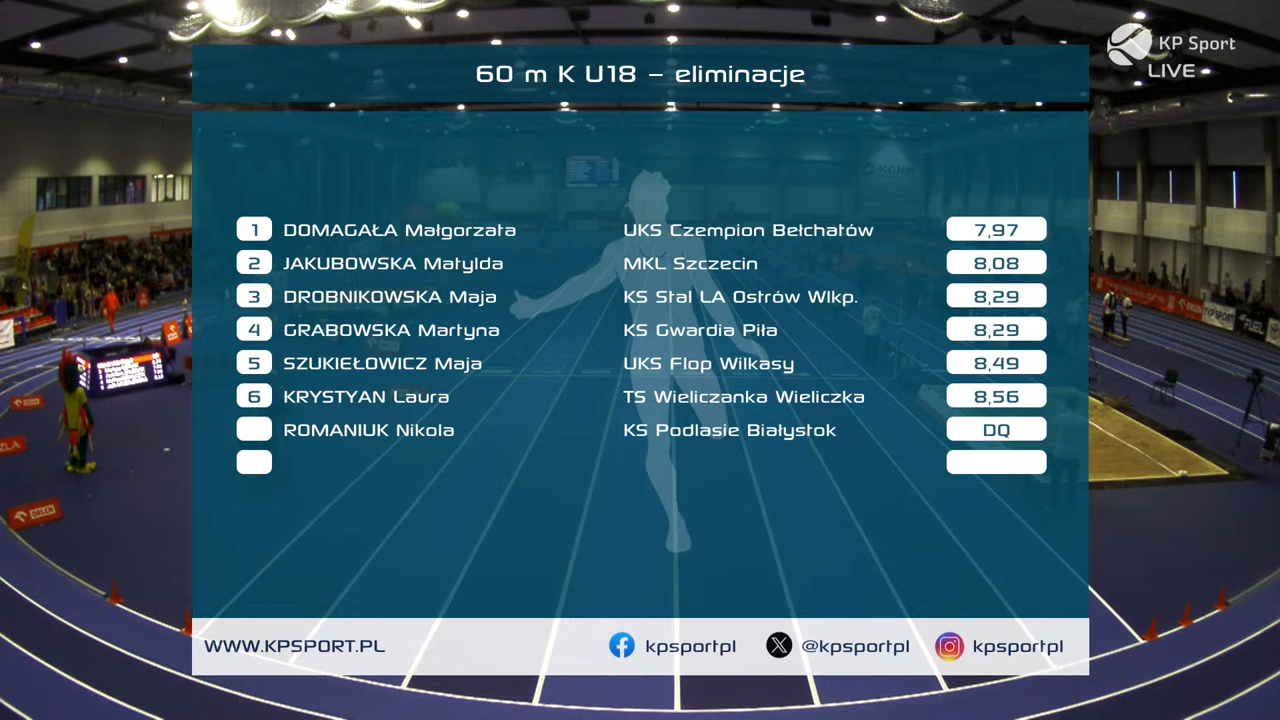 KP Sport
LIVE
60 m K U18 – eliminacje
1 DOMAGAŁA Małgorzata UKS Czempion Bełchatów 7,97
2 JAKUBOWSKA Matylda MKL Szczecin 8,08
3 DROBNIKOWSKA Maja KS Stal LA Ostrów Wlkp. 8,29
4 GRABOWSKA Martyna KS Gwardia Piła 8,29
5 SZUKIEŁOWICZ Maja UKS Flop Wilkasy 8,49
6 KRYSTYAN Laura TS Wieliczanka Wieliczka 8,56
ROMANIUK Nikola KS Podlasie Białystok DQ
ORLEN
ORLEN
WWW.KPSPORT.PL kpsportpl @kpsportpl kpsportpl